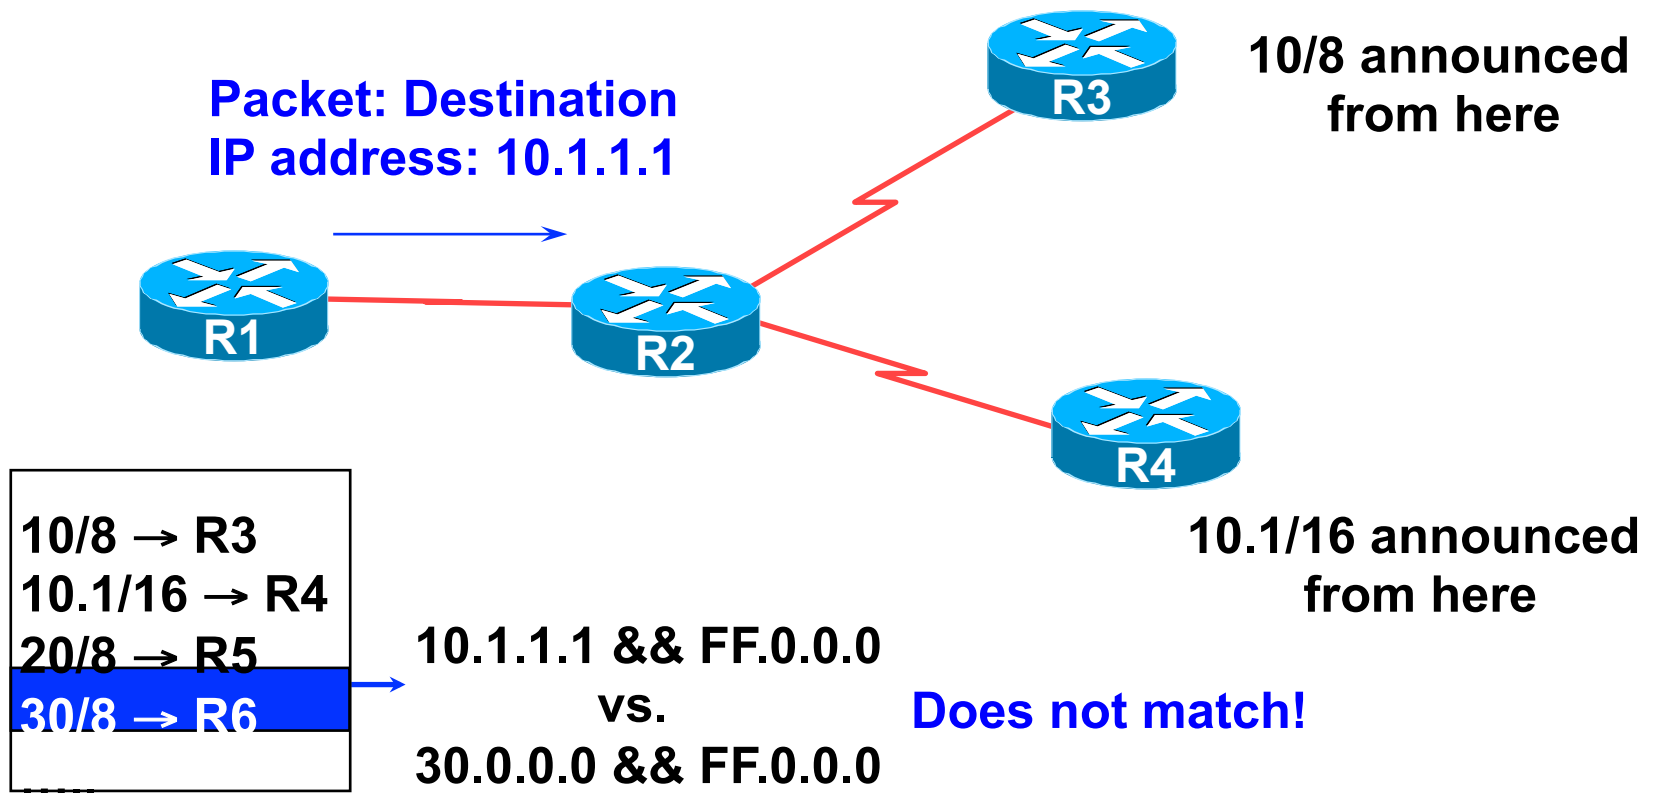 Packet: Destination
IP address: 10.1.1.1
R3
10/8 announced
from here
R1
R2
R4
10.1/16 announced
from here
10/8 → R3
10.1/16 → R4
20/8 → R5
30/8 → R6
.....
10.1.1.1 && FF.0.0.0
vs.
30.0.0.0 && FF.0.0.0
Does not match!